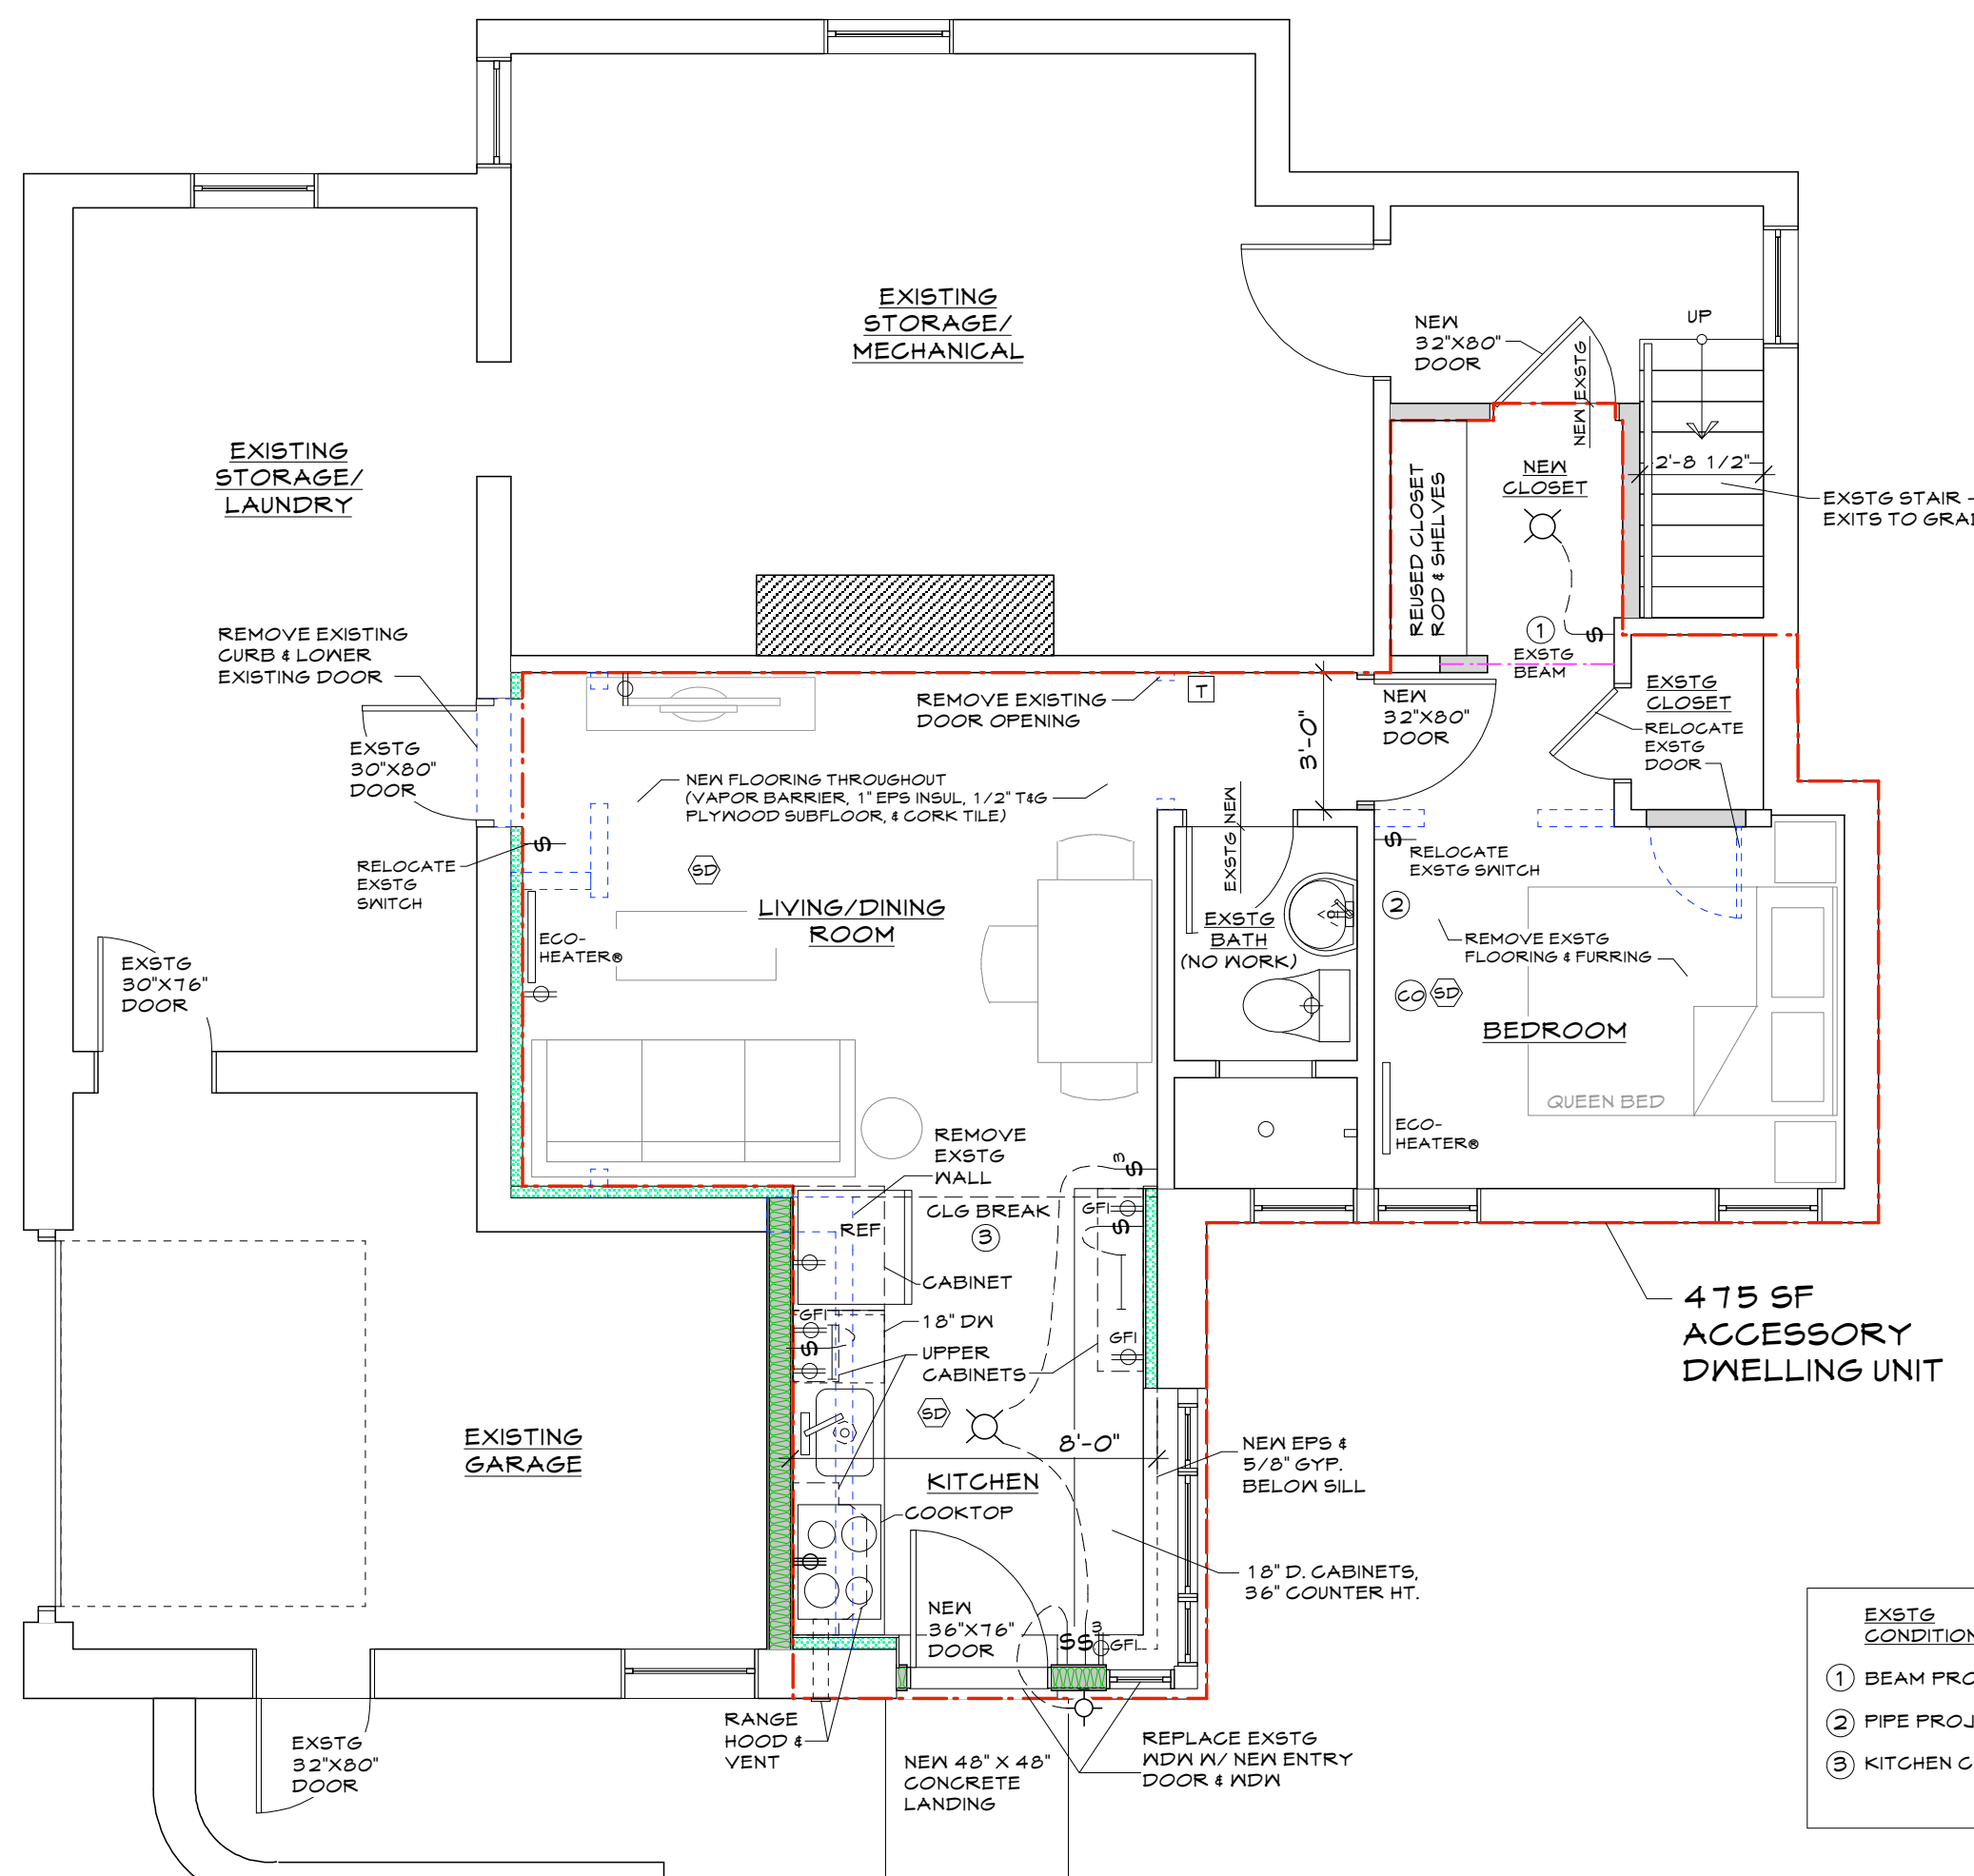 EXISTING
STORAGE/
MECHANICAL
NEW
32"X80"
DOOR
NEW EXSTG
UP
EXISTING
STORAGE/
LAUNDRY
REUSED CLOSET
ROD & SHELVES
NEW
CLOSET
2'-8 1/2"
EXSTG STAIR -
EXITS TO GRA
REMOVE EXISTING
CURB & LOWER
EXISTING DOOR
1
EXSTG
BEAM
S
EXSTG
CLOSET
REMOVE EXISTING
DOOR OPENING
T
3'-0"
NEW
32"X80"
DOOR
RELOCATE
EXSTG
DOOR
EXSTG
30"X80"
DOOR
NEW FLOORING THROUGHOUT
(VAPOR BARRIER, 1" EPS INSUL, 1/2" T&G
PLYWOOD SUBFLOOR, & CORK TILE)
EXSTG NEW
S
RELOCATE
EXSTG
SWITCH
SD
S
RELOCATE
EXSTG SWITCH
LIVING/DINING
ROOM
2
ECO-
HEATER®
EXSTG
BATH
(NO WORK)
REMOVE EXSTG
FLOORING & FURRING
EXSTG
30"X76"
DOOR
CO
SD
BEDROOM
QUEEN BED
ECO-
HEATER®
REMOVE
EXSTG
WALL
3
S
REF
CLG BREAK
3
GFI
S
CABINET
GFI
18" DW
S
UPPER
CABINETS
GFI
475 SF
ACCESSORY
DWELLING UNIT
SD
EXISTING
GARAGE
8'-0"
KITCHEN
NEW EPS &
5/8" GYP.
BELOW SILL
COOKTOP
18" D. CABINETS,
36" COUNTER HT.
NEW
36"X76"
DOOR
SS
3
GFI
EXSTG
CONDITION
1 BEAM PRO
2 PIPE PROJ
3 KITCHEN C
EXSTG
32"X80"
DOOR
RANGE
HOOD &
VENT
NEW 48" X 48"
CONCRETE
LANDING
REPLACE EXSTG
WDW W/ NEW ENTRY
DOOR & WDW